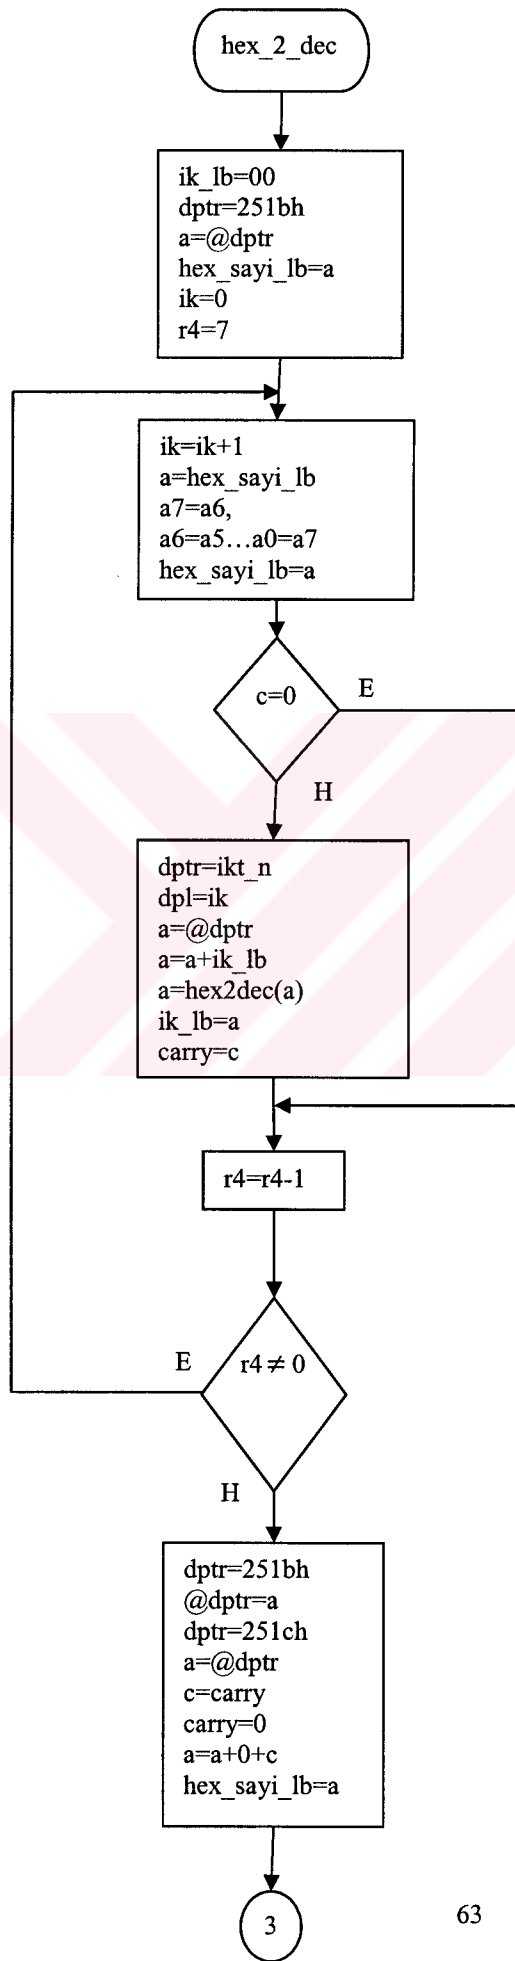 hex_2_dec
ik_lb=00
dptr=251bh
a=@dptr
hex_sayi_lb=a
ik=0
r4=7
ik=ik+1
a=hex_sayi_lb
a7=a6,
a6=a5…a0=a7
hex_sayi_lb=a
c=0
E
H
dptr=ikt_n
dpl=ik
a=@dptr
a=a+ik_lb
a=hex2dec(a)
ik_lb=a
carry=c
r4=r4-1
E
r4 ≠ 0
H
dptr=251bh
@dptr=a
dptr=251ch
a=@dptr
c=carry
carry=0
a=a+0+c
hex_sayi_lb=a
3
63